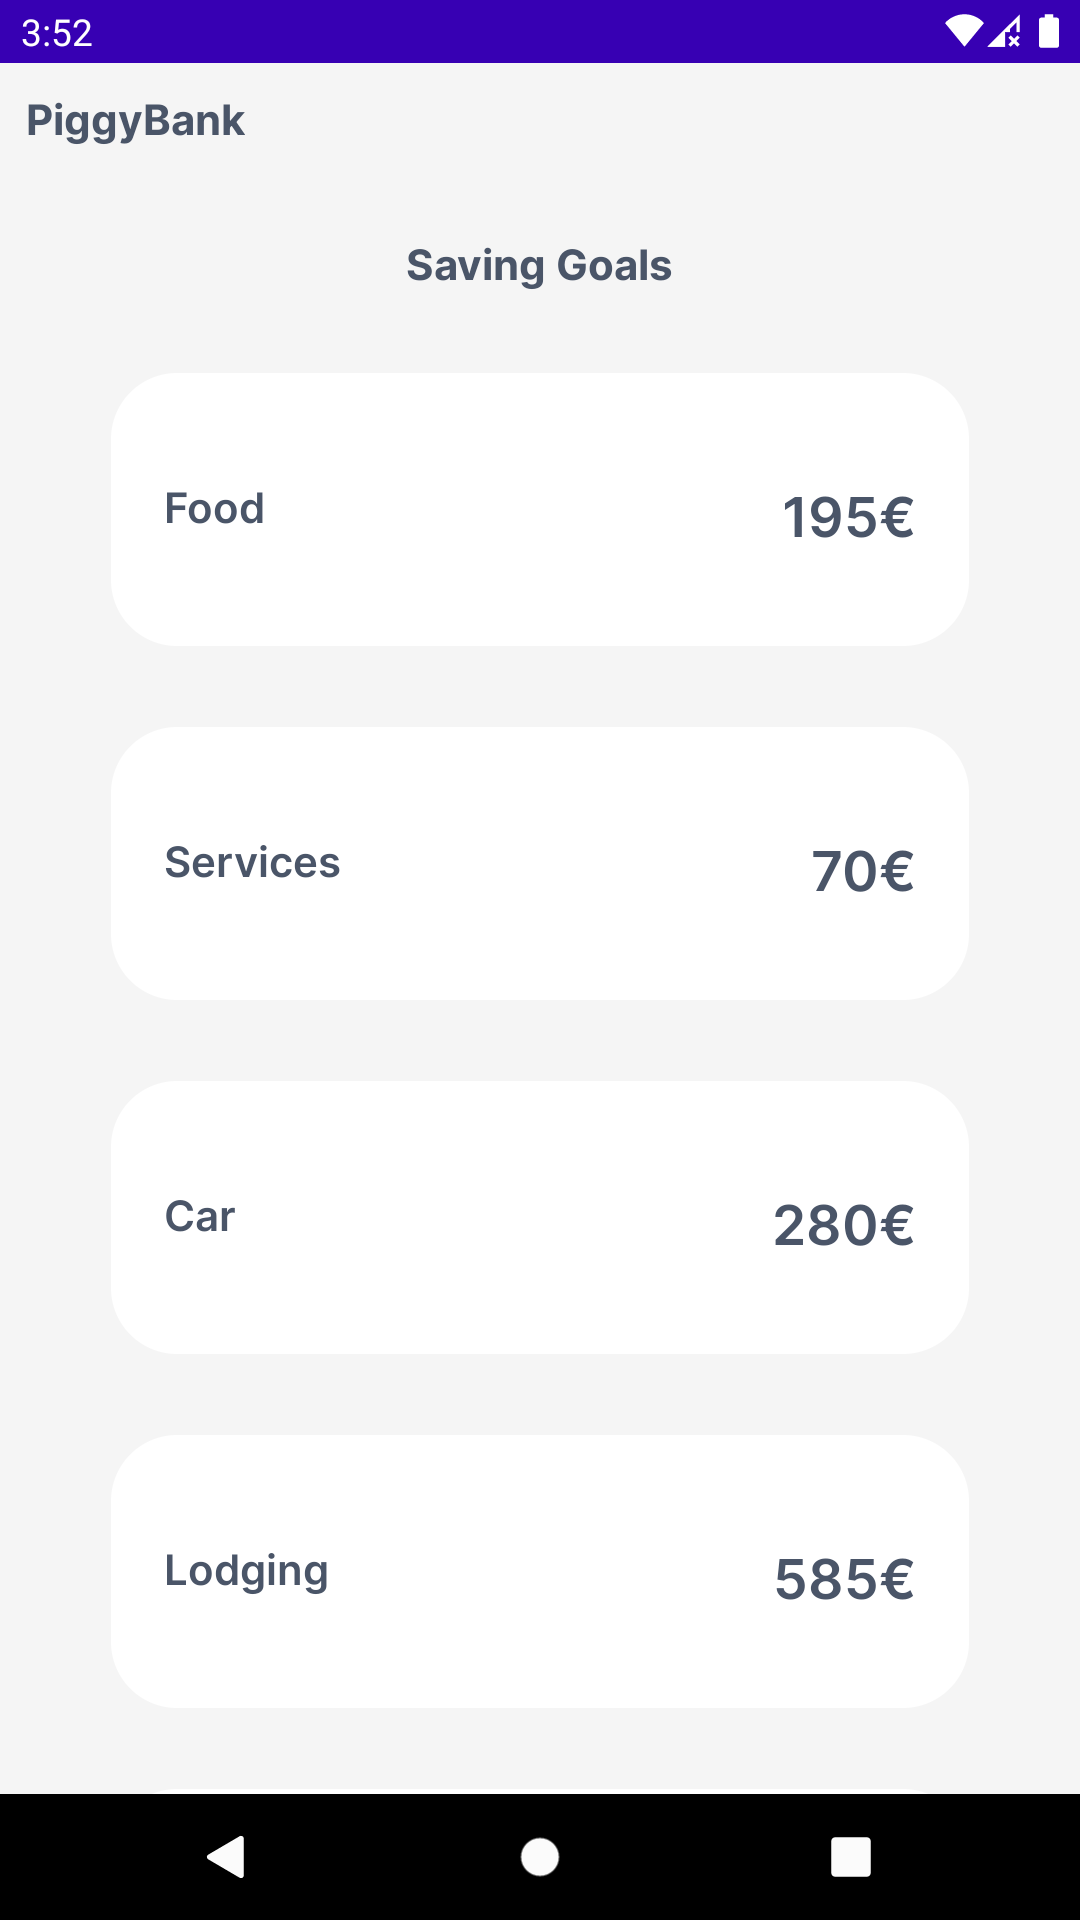 3:52
PiggyBank
Saving Goals
Food
195€
Services
70€
Car
280€
Lodging
585€